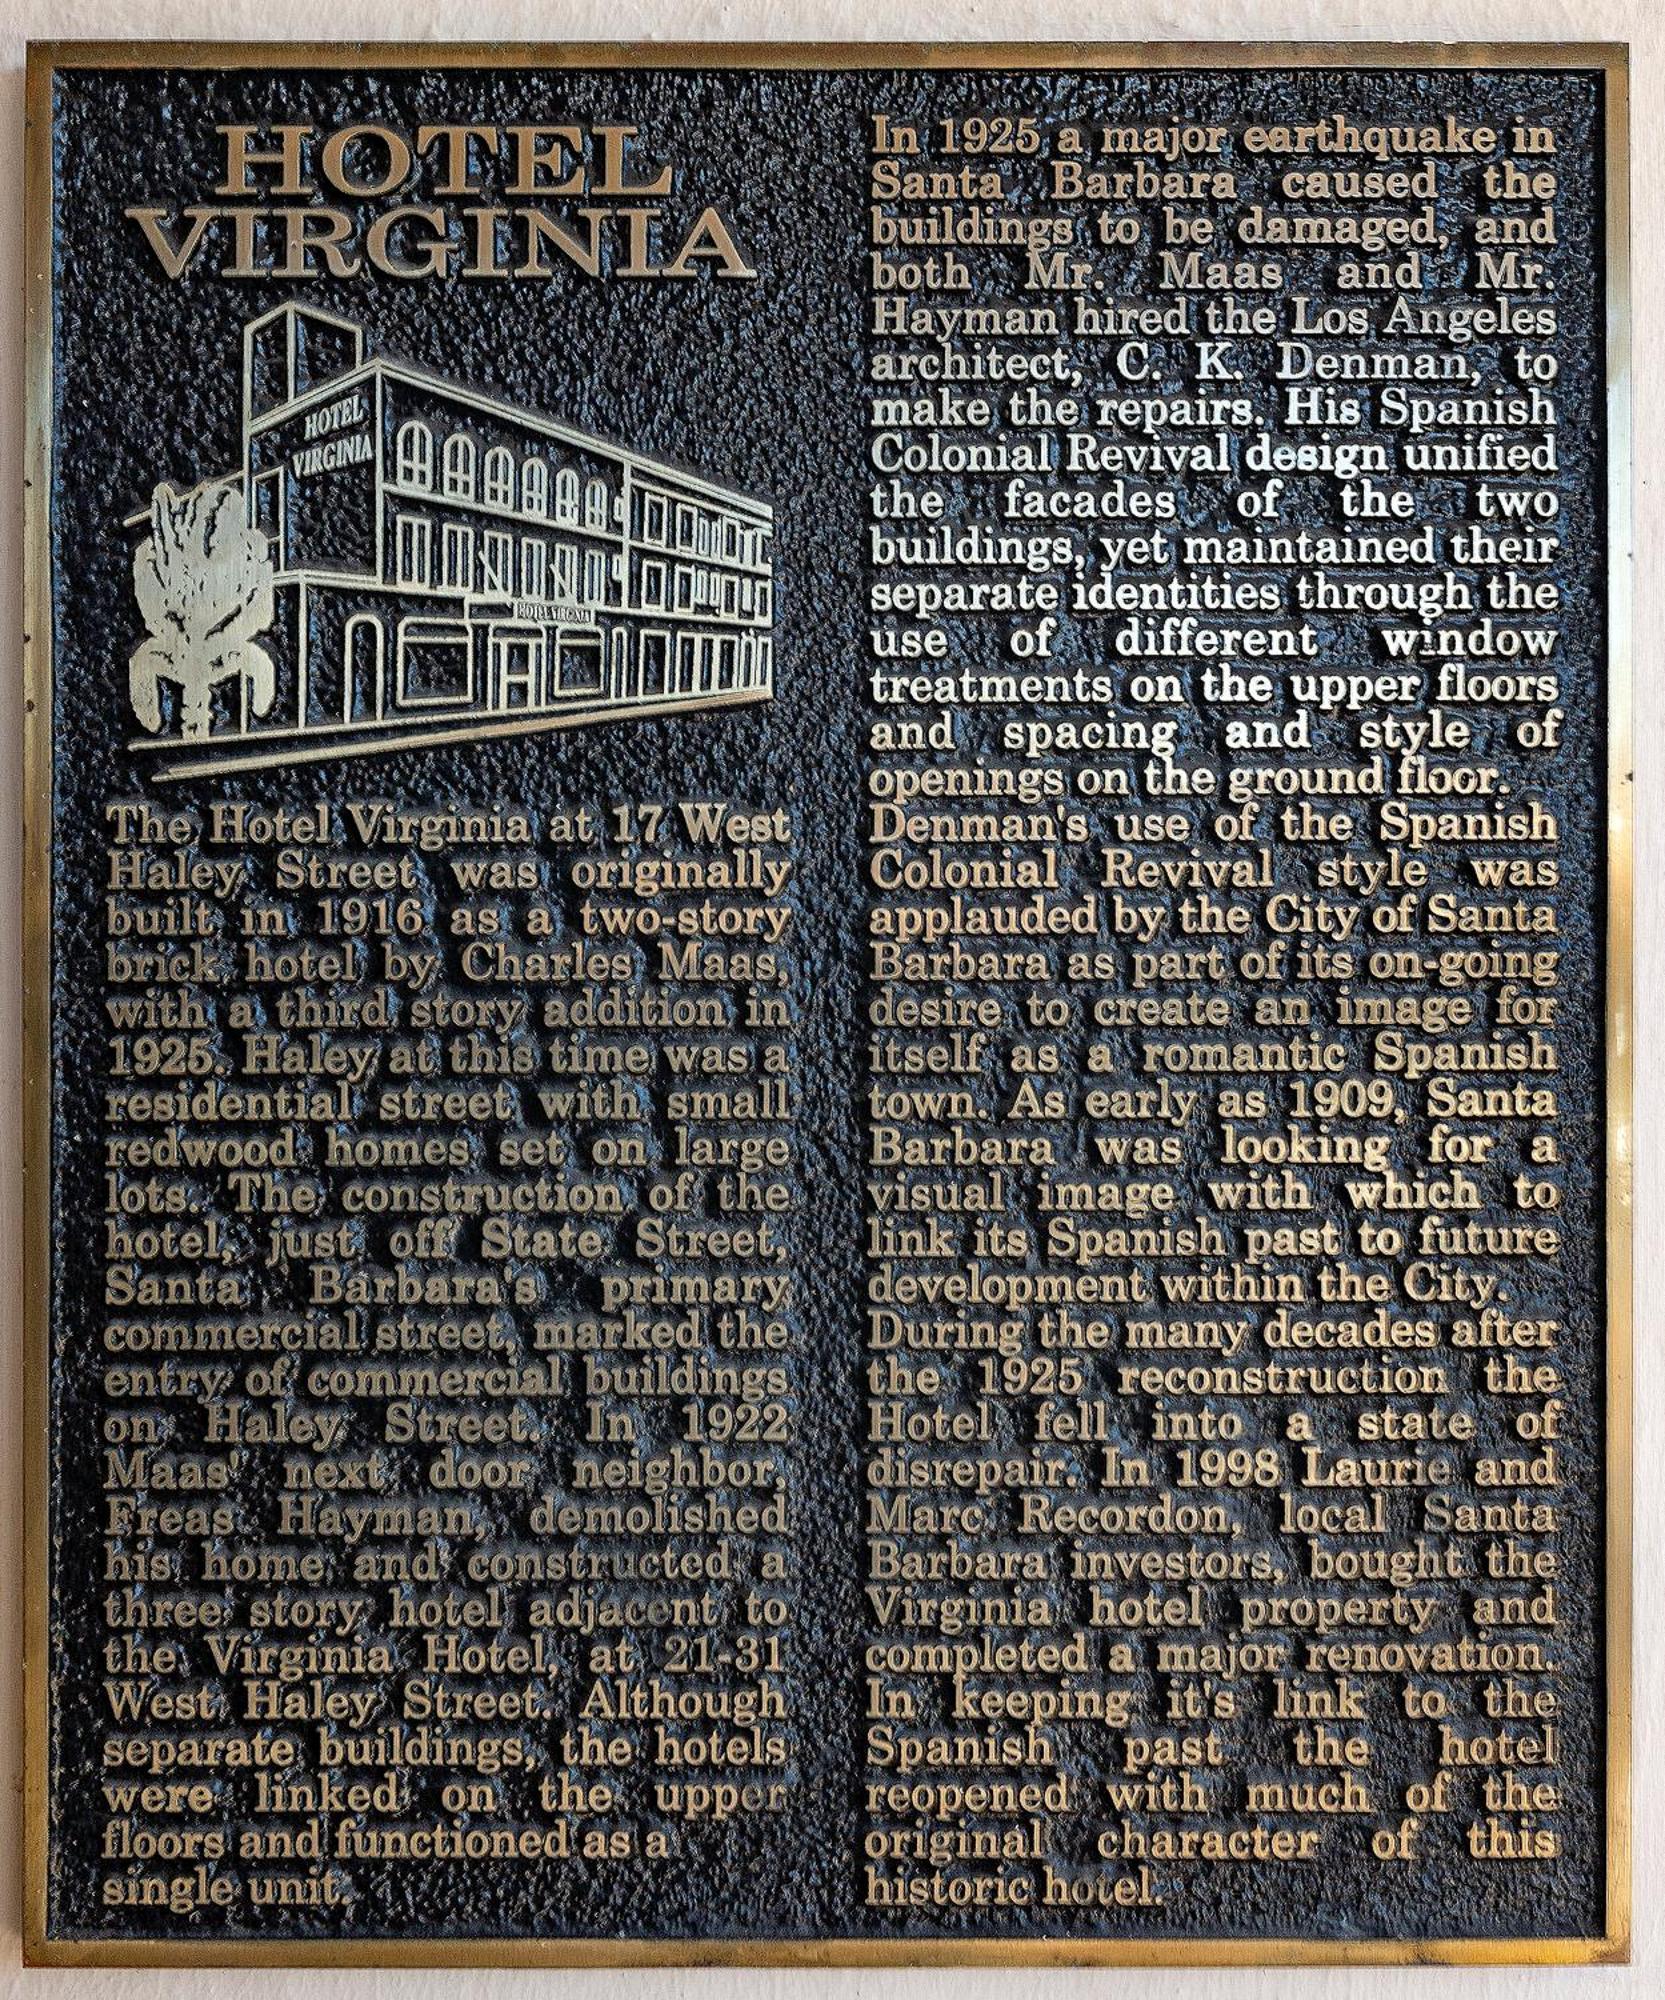 HOTEL
VIRGINIA
HOTEL
VIRGINIA
HOTEL VIRGINIA
The Hotel Virginia at 17 West
Haley Street was originally
built in 1916 as a two-story
brick hotel by Charles Maas,
with a third story addition in
1925. Haley at this time was a
residential street with small
redwood homes set on large
lots. The construction of the
hotel, just off State Street,
Santa Barbara's primary
commercial street, marked the
entry of commercial buildings
on Haley Street. In 1922
Maas' next door neighbor,
Freas Hayman, demolished
his home and constructed a
three story hotel adjacent to
the Virginia Hotel, at 21-31
West Haley Street. Although
separate buildings, the hotels
were linked on the upper
floors and functioned as a
single unit.
In 1925 a major earthquake in
Santa Barbara caused the
buildings to be damaged, and
both Mr. Maas and Mr.
Hayman hired the Los Angeles
architect, C. K. Denman, to
make the repairs. His Spanish
Colonial Revival design unified
the facades of the two
buildings, yet maintained their
separate identities through the
use of different window
treatments on the upper floors
and spacing and style of
openings on the ground floor.
Denman's use of the Spanish
Colonial Revival style was
applauded by the City of Santa
Barbara as part of its on-going
desire to create an image for
itself as a romantic Spanish
town. As early as 1909, Santa
Barbara was looking for a
visual image with which to
link its Spanish past to future
development within the City.
During the many decades after
the 1925 reconstruction the
Hotel fell into a state of
disrepair. In 1998 Laurie and
Marc Recordon, local Santa
Barbara investors, bought the
Virginia hotel property and
completed a major renovation.
In keeping it's link to the
Spanish past the hotel
reopened with much of the
original character of this
historic hotel.